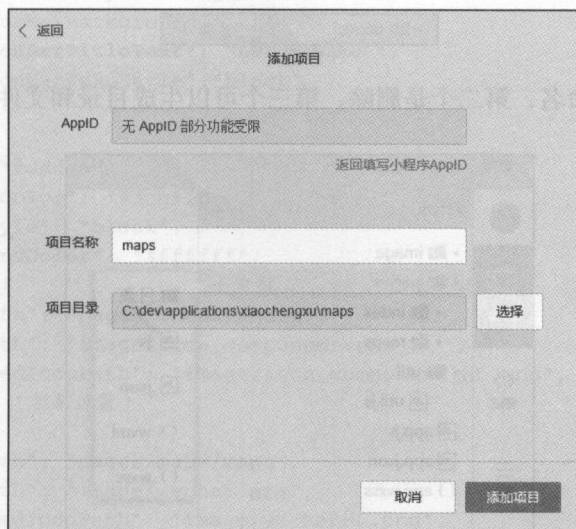 返回
添加项目
AppID
无 AppID 部分功能受限
返回填写小程序AppID
项目名称
maps
项目目录
C:\dev\applications\xiaochengxu\maps
选择
取消
添加项目